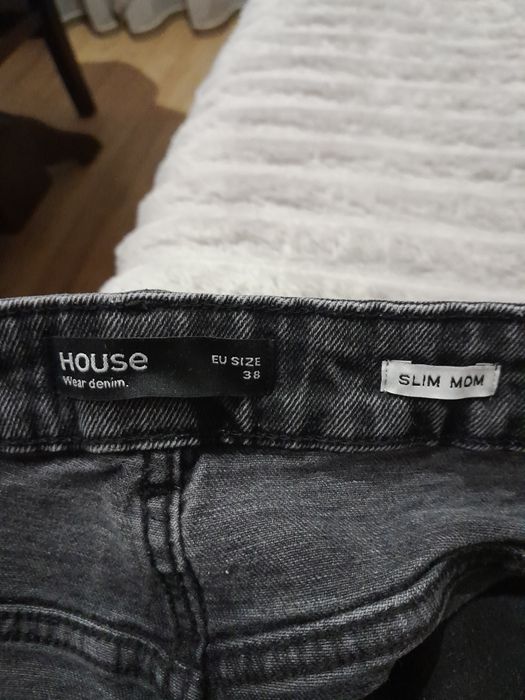 House
Wear denim.
EU SIZE
38
SLIM MOM